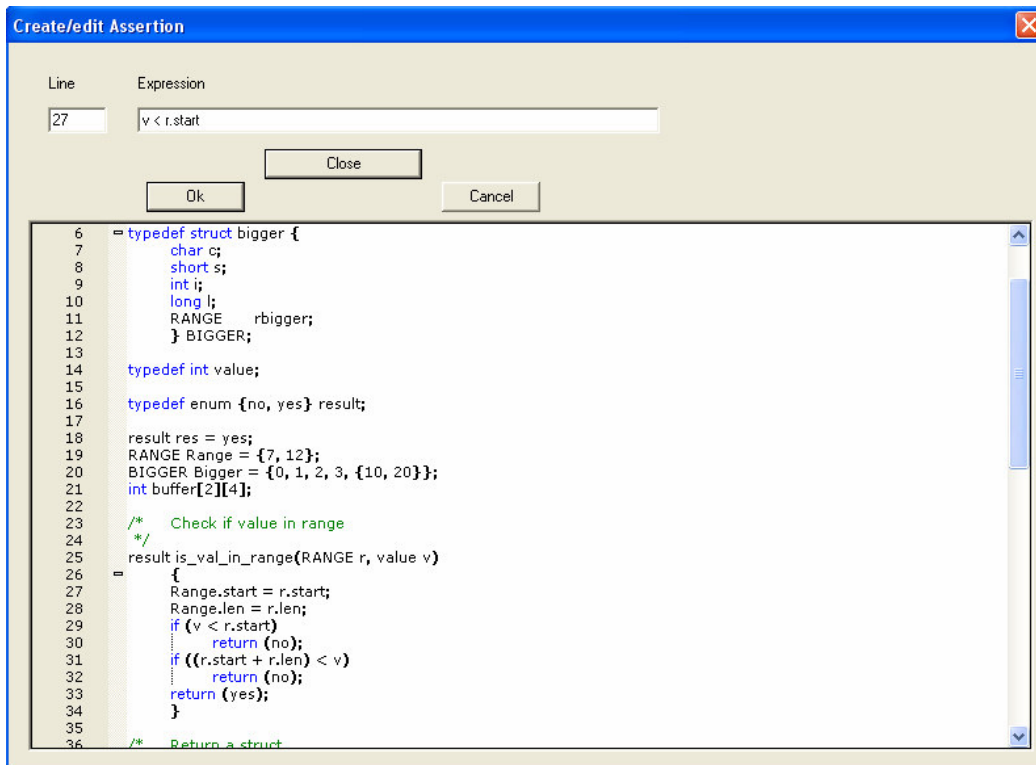 Create/edit Assertion
Line Expression
27 v < r.start
Close
Ok Cancel
6 typedef struct bigger {
7 char c;
8 short s;
9 int i;
10 long l;
11 RANGE rbigger;
12 } BIGGER;
13
14 typedef int value;
15
16 typedef enum {no, yes} result;
17
18 result res = yes;
19 RANGE Range = {7, 12};
20 BIGGER Bigger = {0, 1, 2, 3, {10, 20}};
21 int buffer[2][4];
22
23 /* Check if value in range
24 */
25 result is_val_in_range(RANGE r, value v)
26 {
27 Range.start = r.start;
28 Range.len = r.len;
29 if (v < r.start)
30 return (no);
31 if ((r.start + r.len) < v)
32 return (no);
33 return (yes);
34 }
35
36 /* Return a struct